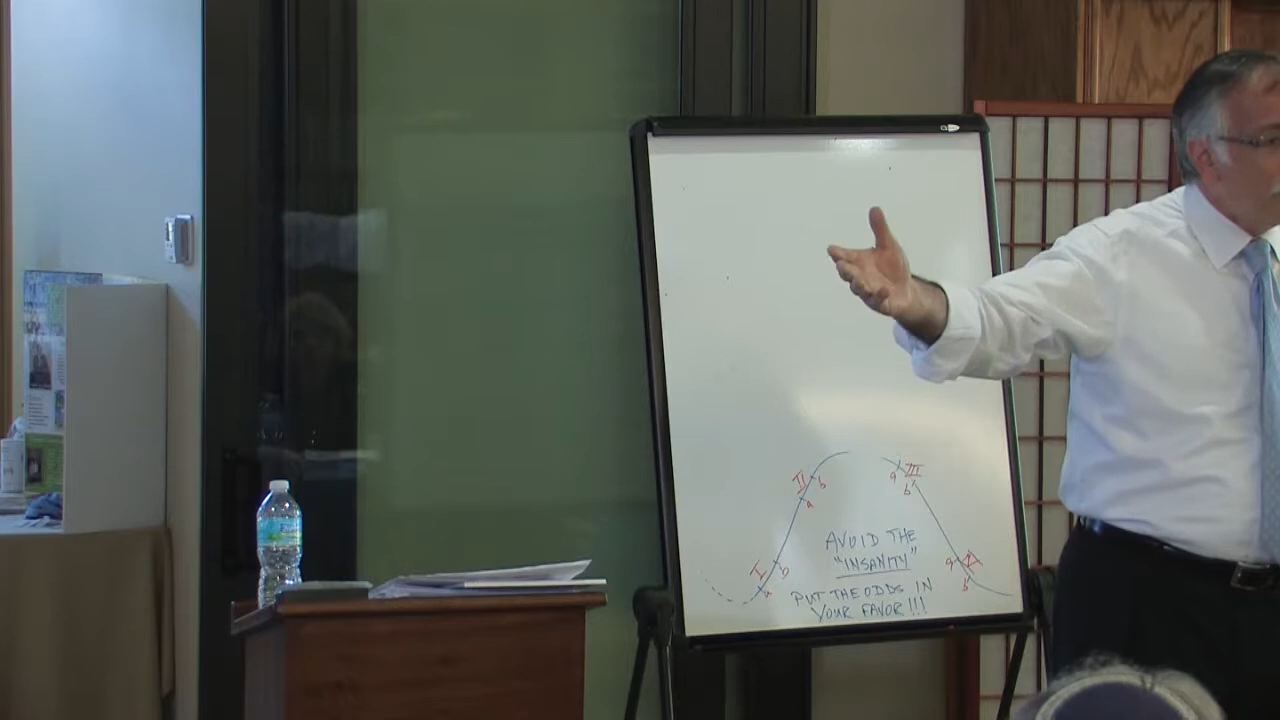 II
b
a
a
III
b
I
b
a
a
IV
b
AVOID THE
"INSANITY"
PUT THE ODDS IN
YOUR FAVOR!!!